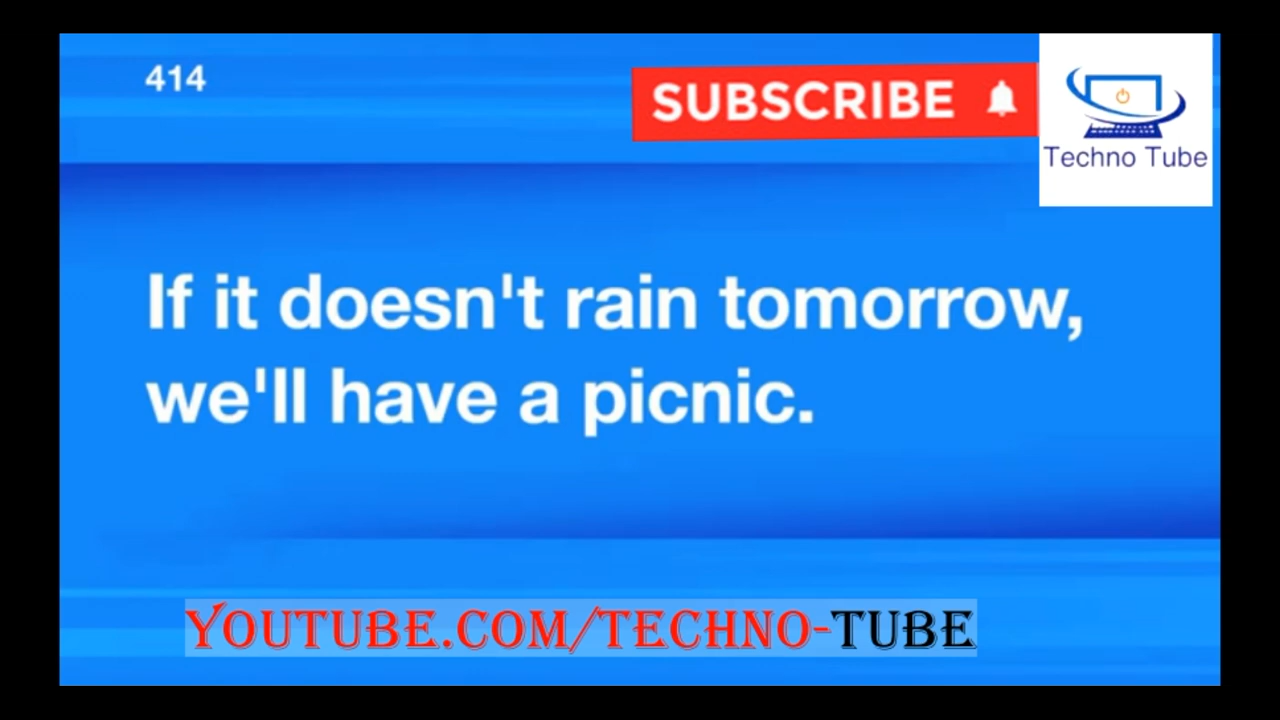 414
SUBSCRIBE
Techno Tube
If it doesn't rain tomorrow,
we'll have a picnic.
YOUTUBE.COM/TECHNO-TUBE